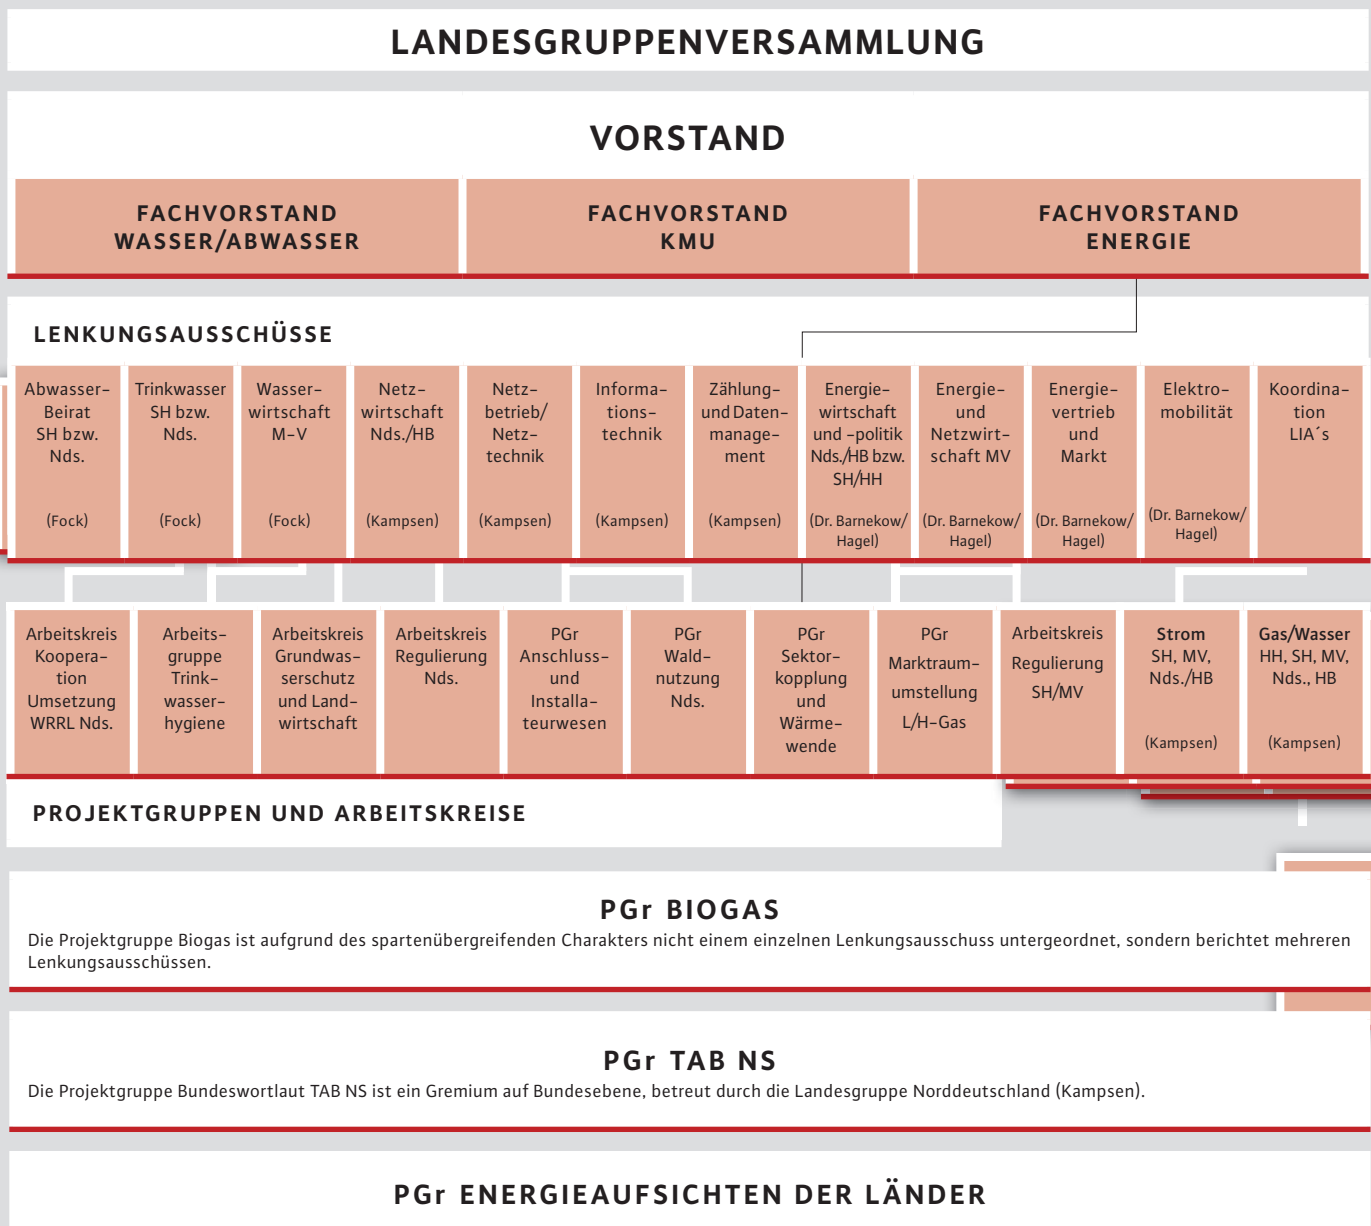 LANDESGRUPPENVERSAMMLUNG
VORSTAND
FACHVORSTAND
WASSER/ABWASSER
FACHVORSTAND
KMU
FACHVORSTAND
ENERGIE
LENKUNGSAUSSCHÜSSE
Abwasser-
Beirat
SH bzw.
Nds.
(Fock)
Trinkwasser
SH bzw.
Nds.
(Fock)
Wasser-
wirtschaft
M-V
(Fock)
Netz-
wirtschaft
Nds./HB
(Kampsen)
Netz-
betrieb/
Netz-
technik
(Kampsen)
Informa-
tions-
technik
(Kampsen)
Zählung-
und Daten-
manage-
ment
(Kampsen)
Energie-
wirtschaft
und -politik
Nds./HB bzw.
SH/HH
(Dr. Barnekow/
Hagel)
Energie-
und
Netzwirt-
schaft MV
(Dr. Barnekow/
Hagel)
Energie-
vertrieb
und
Markt
(Dr. Barnekow/
Hagel)
Elektro-
mobilität
(Dr. Barnekow/
Hagel)
Koordina-
tion
LIA´s
Arbeitskreis
Koopera-
tion
Umsetzung
WRRL Nds.
Arbeits-
gruppe
Trink-
wasser-
hygiene
Arbeitskreis
Grundwas-
serschutz
und Land-
wirtschaft
Arbeitskreis
Regulierung
Nds.
PGr
Anschluss-
und
Installa-
teurwesen
PGr
Wald-
nutzung
Nds.
PGr
Sektor-
kopplung
und
Wärme-
wende
PGr
Marktraum-
umstellung
L/H-Gas
Arbeitskreis
Regulierung
SH/MV
Strom
SH, MV,
Nds./HB
(Kampsen)
Gas/Wasser
HH, SH, MV,
Nds., HB
(Kampsen)
PROJEKTGRUPPEN UND ARBEITSKREISE
PGr BIOGAS
Die Projektgruppe Biogas ist aufgrund des spartenübergreifenden Charakters nicht einem einzelnen Lenkungsausschuss untergeordnet, sondern berichtet mehreren
Lenkungsausschüssen.
PGr TAB NS
Die Projektgruppe Bundeswortlaut TAB NS ist ein Gremium auf Bundesebene, betreut durch die Landesgruppe Norddeutschland (Kampsen).
PGr ENERGIEAUFSICHTEN DER LÄNDER